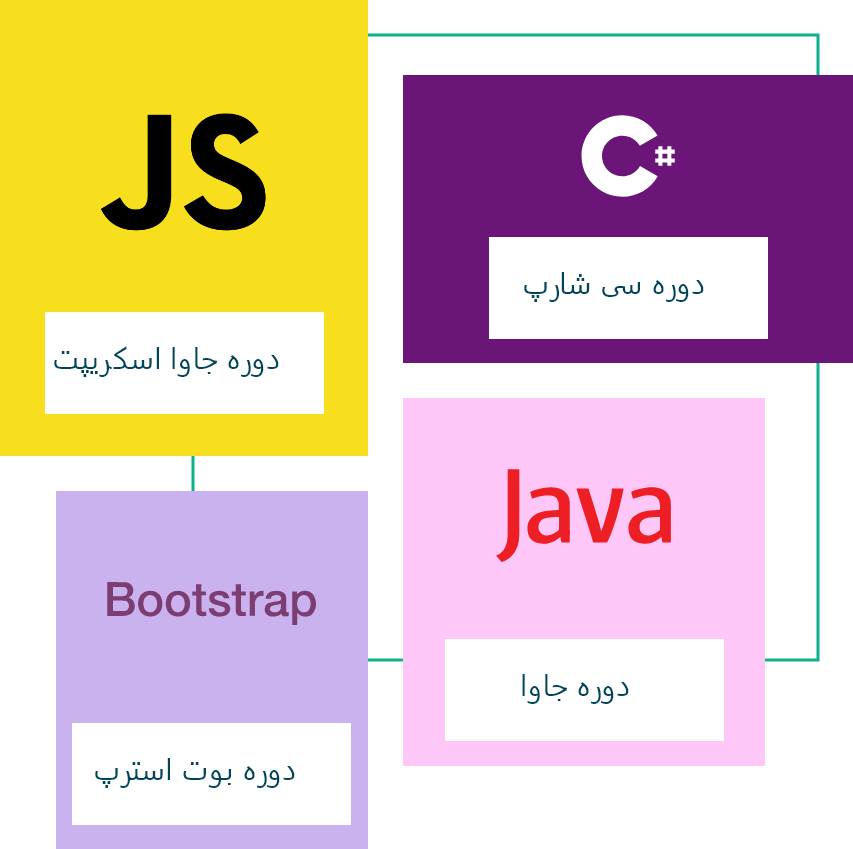 JS
دوره جاوا اسکریپت
C#
دوره سی شارپ
Java
دوره جاوا
Bootstrap
دوره بوت استرپ